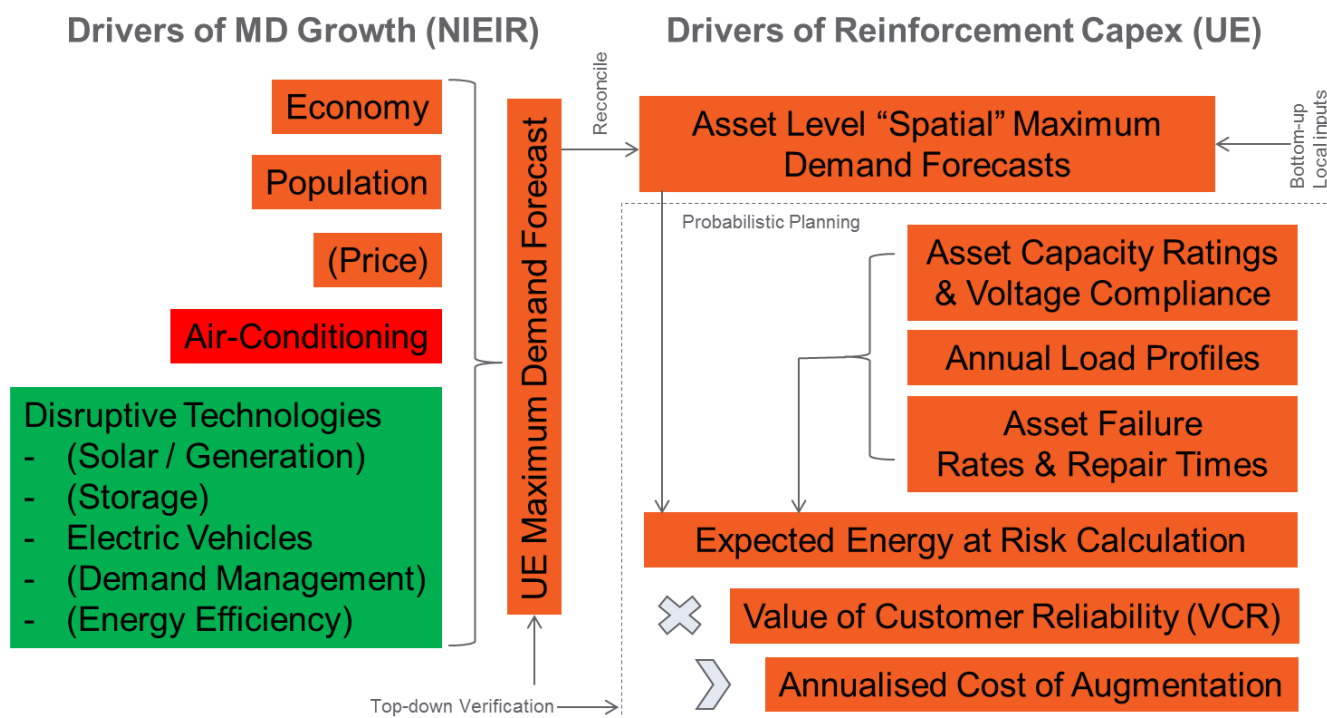 Drivers of MD Growth (NIEIR)
Economy
Population
(Price)
Air-Conditioning
Disruptive Technologies
- (Solar / Generation)
- (Storage)
- Electric Vehicles
- (Demand Management)
- (Energy Efficiency)
UE Maximum Demand Forecast
Top-down Verification
Drivers of Reinforcement Capex (UE)
Reconcile
Asset Level “Spatial” Maximum
Demand Forecasts
Bottom-up
Local inputs
Probabilistic Planning
Asset Capacity Ratings
& Voltage Compliance
Annual Load Profiles
Asset Failure
Rates & Repair Times
Expected Energy at Risk Calculation
Value of Customer Reliability (VCR)
Annualised Cost of Augmentation